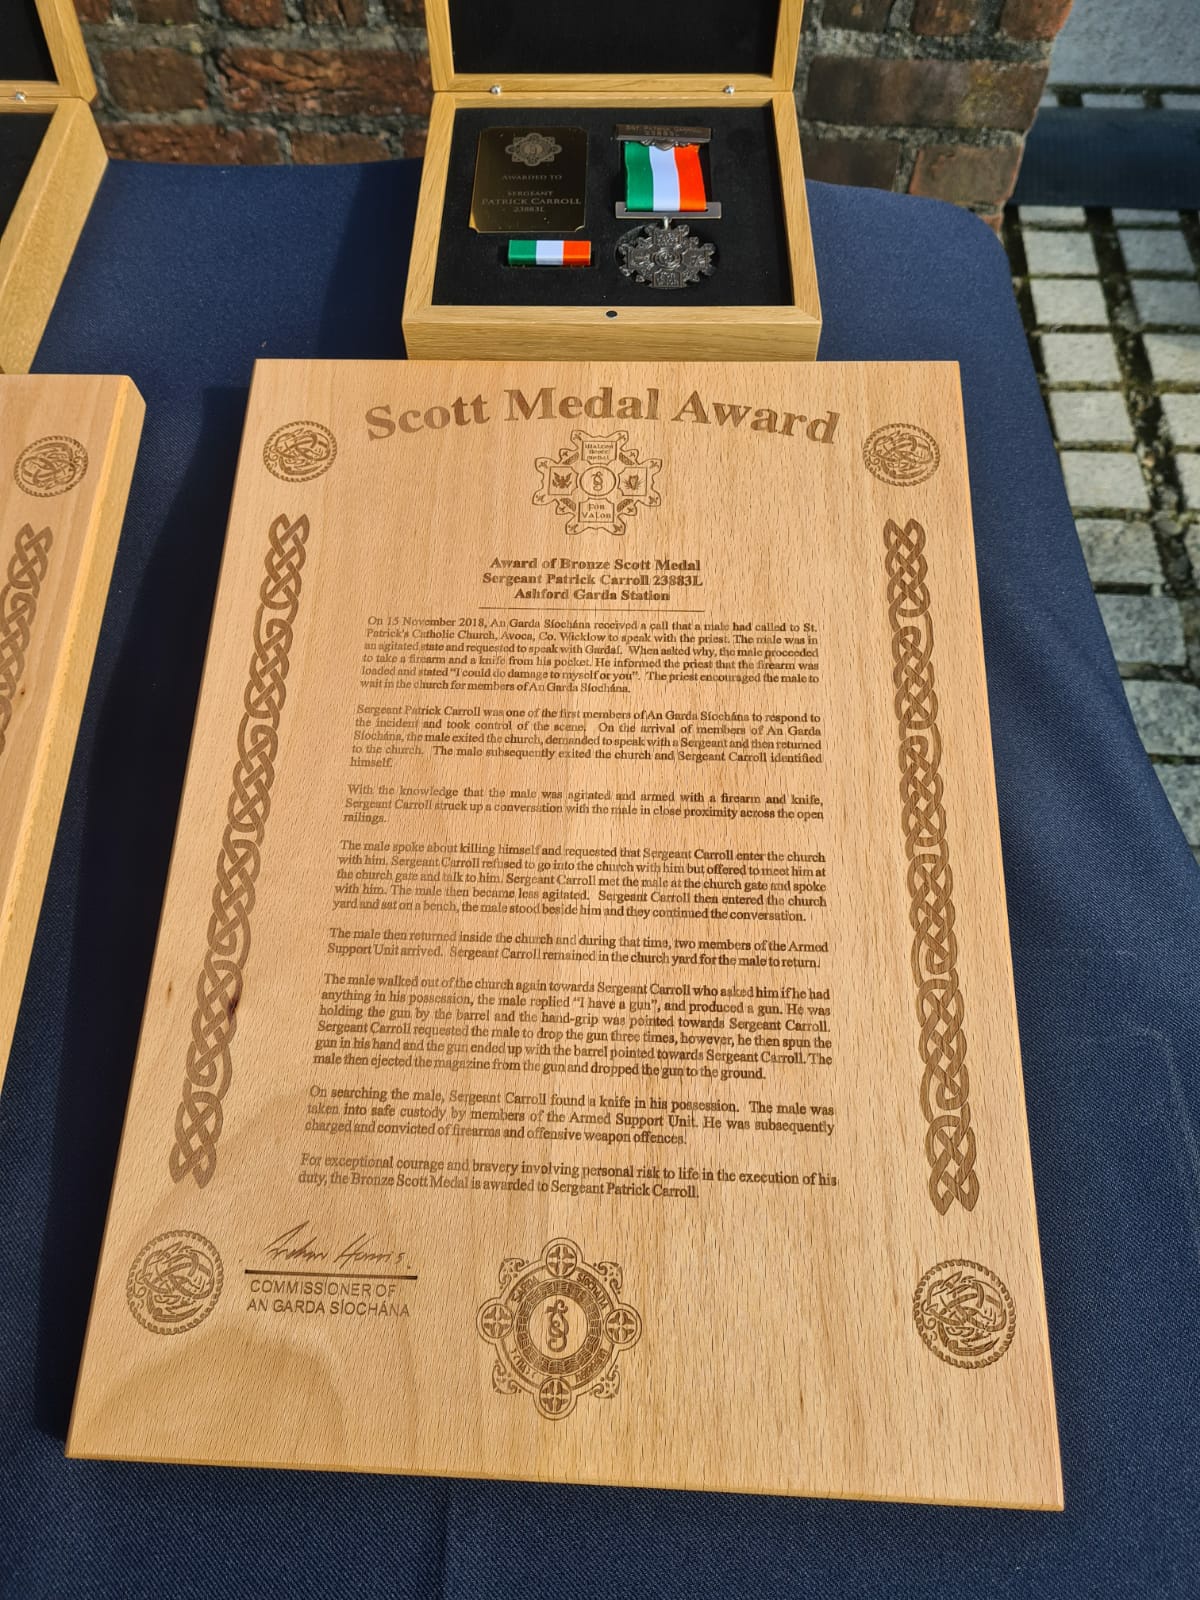 SGT. PATRICK CARROLL
23883L
AWARDED TO
SERGEANT
PATRICK CARROLL
23883L
Scott Medal Award
WALTER
SCOTT
MEDAL
FOR
VALOR
Award of Bronze Scott Medal
Sergeant Patrick Carroll 23883L
Ashford Garda Station
On 15 November 2018, An Garda Síochána received a call that a male had called to St.
Patrick's Catholic Church, Avoca, Co. Wicklow to speak with the priest. The male was in
an agitated state and requested to speak with Gardaí. When asked why, the male proceeded
to take a firearm and a knife from his pocket. He informed the priest that the firearm was
loaded and stated "I could do damage to myself or you". The priest encouraged the male to
wait in the church for members of An Garda Síochána.
Sergeant Patrick Carroll was one of the first members of An Garda Síochána to respond to
the incident and took control of the scene. On the arrival of members of An Garda
Síochána, the male exited the church, demanded to speak with a Sergeant and then returned
to the church. The male subsequently exited the church and Sergeant Carroll identified
himself.
With the knowledge that the male was agitated and armed with a firearm and knife,
Sergeant Carroll struck up a conversation with the male in close proximity across the open
railings.
The male spoke about killing himself and requested that Sergeant Carroll enter the church
with him. Sergeant Carroll refused to go into the church with him but offered to meet him at
the church gate and talk to him. Sergeant Carroll met the male at the church gate and spoke
with him. The male then became less agitated. Sergeant Carroll then entered the church
yard and sat on a bench, the male stood beside him and they continued the conversation.
The male then returned inside the church and during that time, two members of the Armed
Support Unit arrived. Sergeant Carroll remained in the church yard for the male to return.
The male walked out of the church again towards Sergeant Carroll who asked him if he had
anything in his possession, the male replied "I have a gun", and produced a gun. He was
holding the gun by the barrel and the hand-grip was pointed towards Sergeant Carroll.
Sergeant Carroll requested the male to drop the gun three times, however, he then spun the
gun in his hand and the gun ended up with the barrel pointed towards Sergeant Carroll. The
male then ejected the magazine from the gun and dropped the gun to the ground.
On searching the male, Sergeant Carroll found a knife in his possession. The male was
taken into safe custody by members of the Armed Support Unit. He was subsequently
charged and convicted of firearms and offensive weapon offences.
For exceptional courage and bravery involving personal risk to life in the execution of his
duty, the Bronze Scott Medal is awarded to Sergeant Patrick Carroll.
COMMISSIONER OF
AN GARDA SÍOCHÁNA
GARDA SÍOCHÁNA